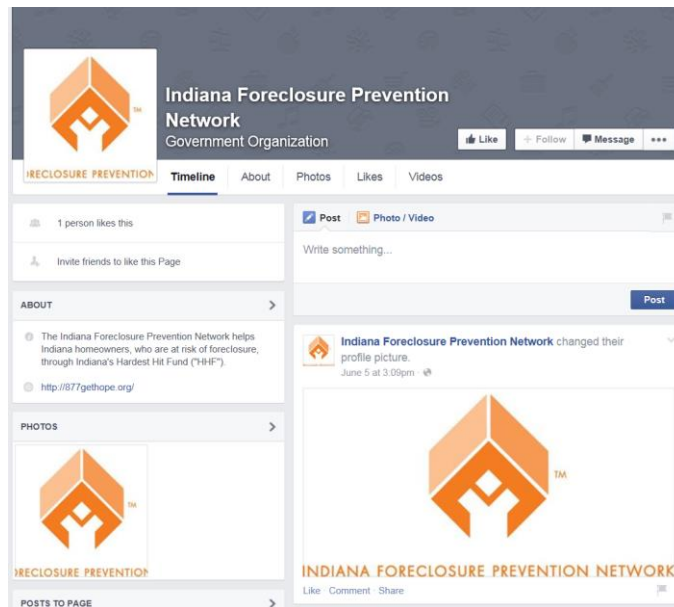 Indiana Foreclosure Prevention
Network
Government Organization
Like
+ Follow
Message
•••
TM
RECLOSURE PREVENTION
Timeline
About
Photos
Likes
Videos
1 person likes this
Invite friends to like this Page
ABOUT
The Indiana Foreclosure Prevention Network helps
Indiana homeowners, who are at risk of foreclosure,
through Indiana's Hardest Hit Fund ("HHF").
http://877gethope.org/
PHOTOS
TM
RECLOSURE PREVENTION
POSTS TO PAGE
Post
Photo / Video
Write something...
Post
Indiana Foreclosure Prevention Network changed their
profile picture.
June 5 at 3:09pm ·
TM
INDIANA FORECLOSURE PREVENTION NETWORK
Like · Comment · Share